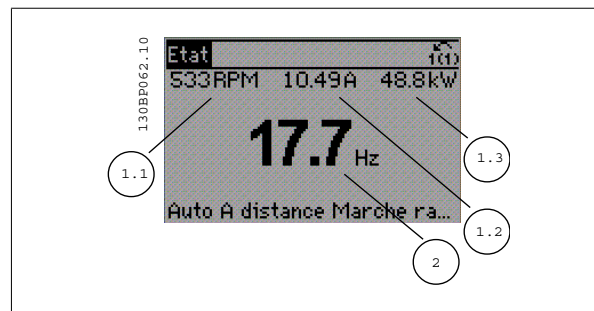 130BP062.10
Etat
1(1)
533RPM 10.49A 48.8kW
17.7 Hz
Auto A distance Marche ra...
1.1
1.2
1.3
2